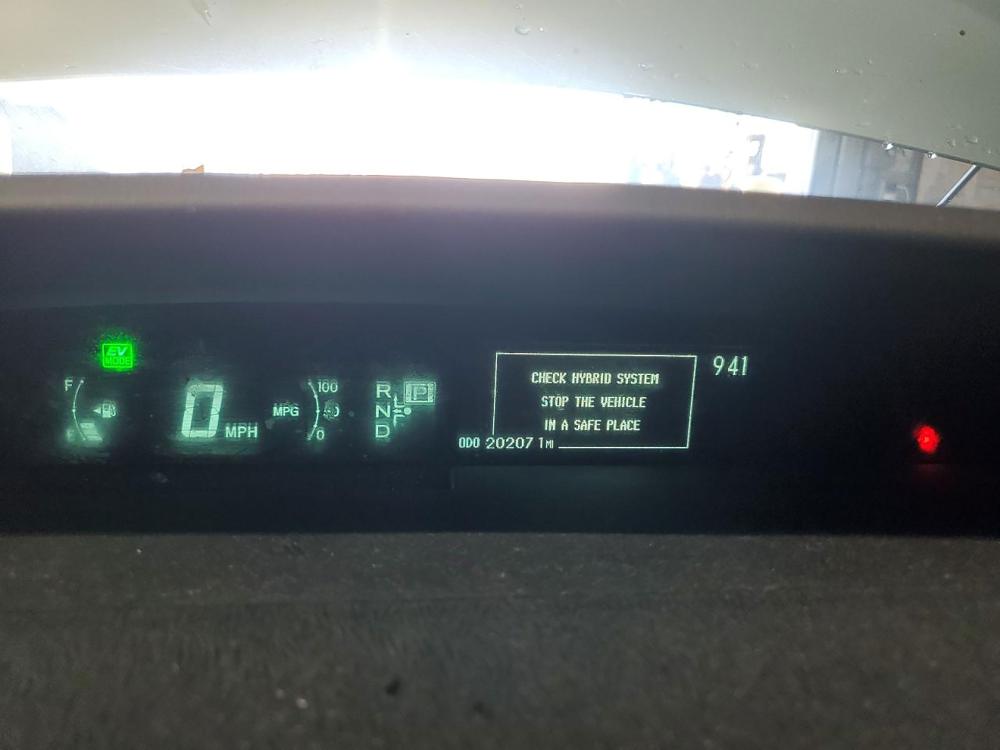 EV
MODE
F
E
0
MPH
MPG
100
0
R
N
D
P
CHECK HYBRID SYSTEM
STOP THE VEHICLE
IN A SAFE PLACE
941
ODO 202071 MI